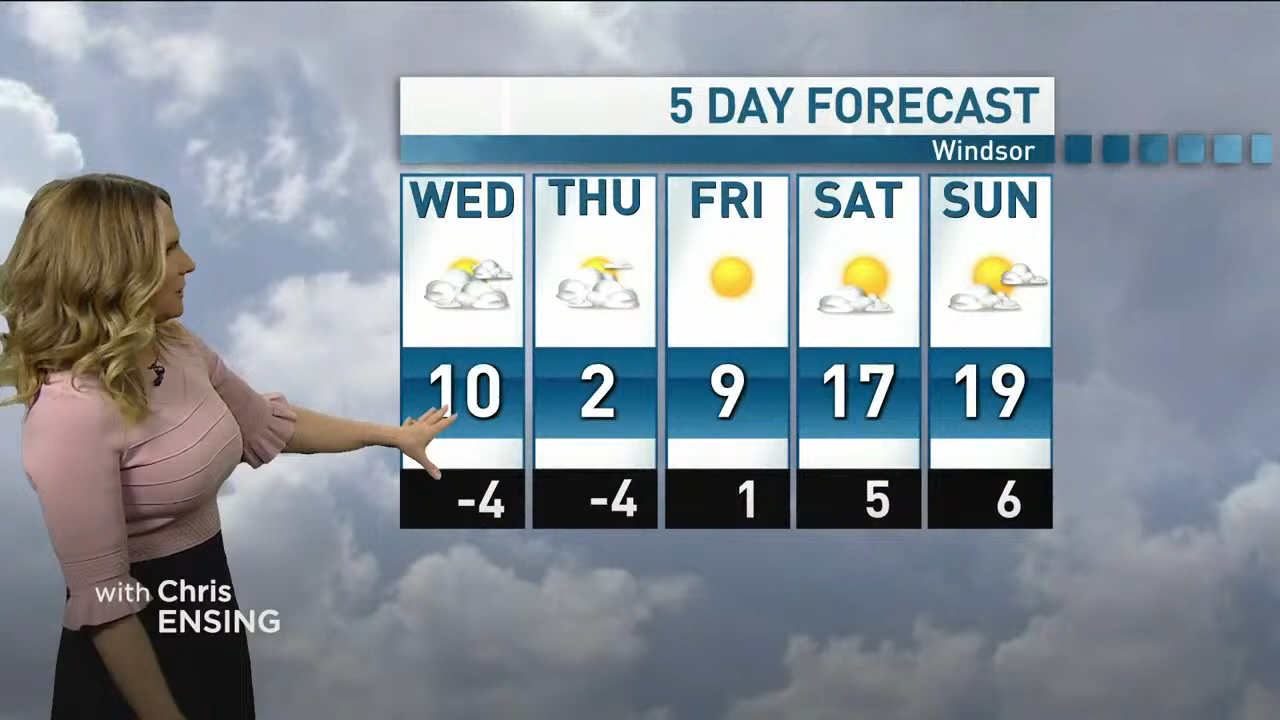 5 DAY FORECAST
Windsor
WED THU FRI SAT SUN
10 2 9 17 19
-4 -4 1 5 6
with Chris
ENSING